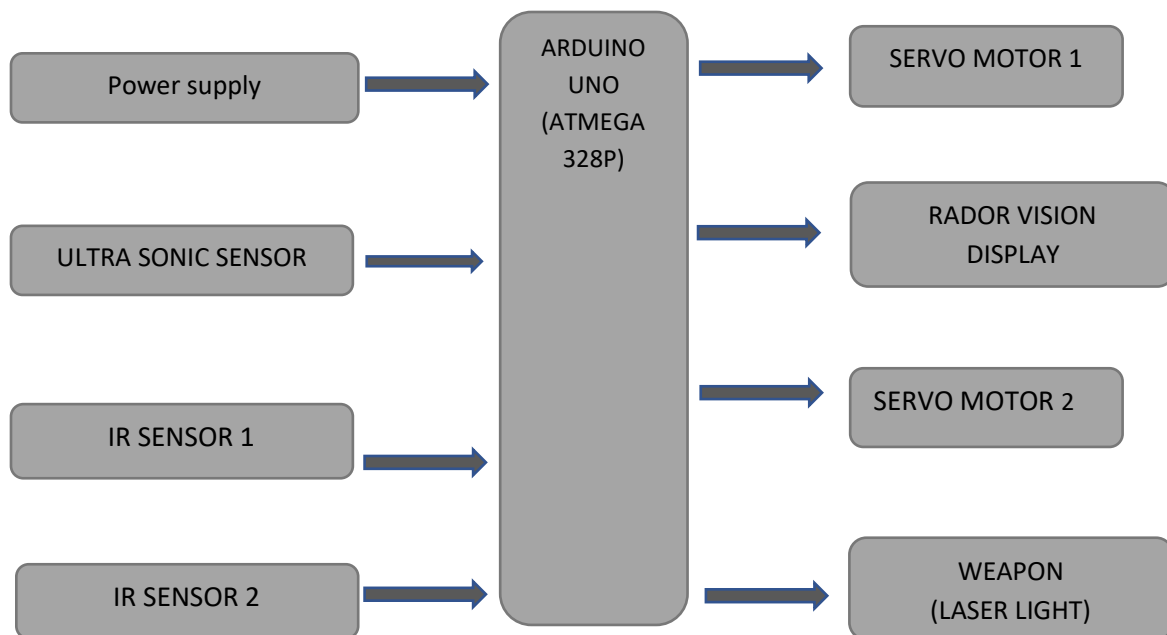 Power supply
ULTRA SONIC SENSOR
IR SENSOR 1
IR SENSOR 2
ARDUINO
UNO
(ATMEGA
328P)
SERVO MOTOR 1
RADOR VISION
DISPLAY
SERVO MOTOR 2
WEAPON
(LASER LIGHT)